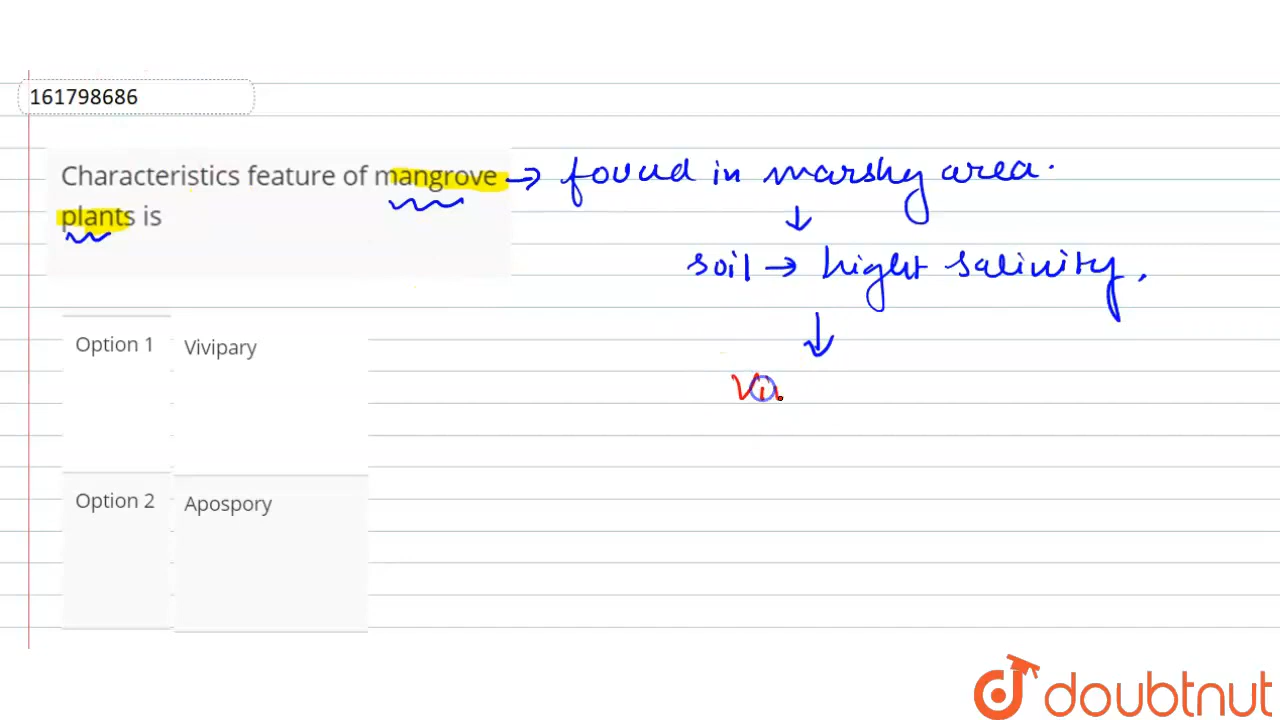 161798686
Characteristics feature of mangrove → found in marshy area.
plants is
↓
soil → hight salinity,
↓
Option 1 Vivipary
Vi
Option 2 Apospory
doubtnut